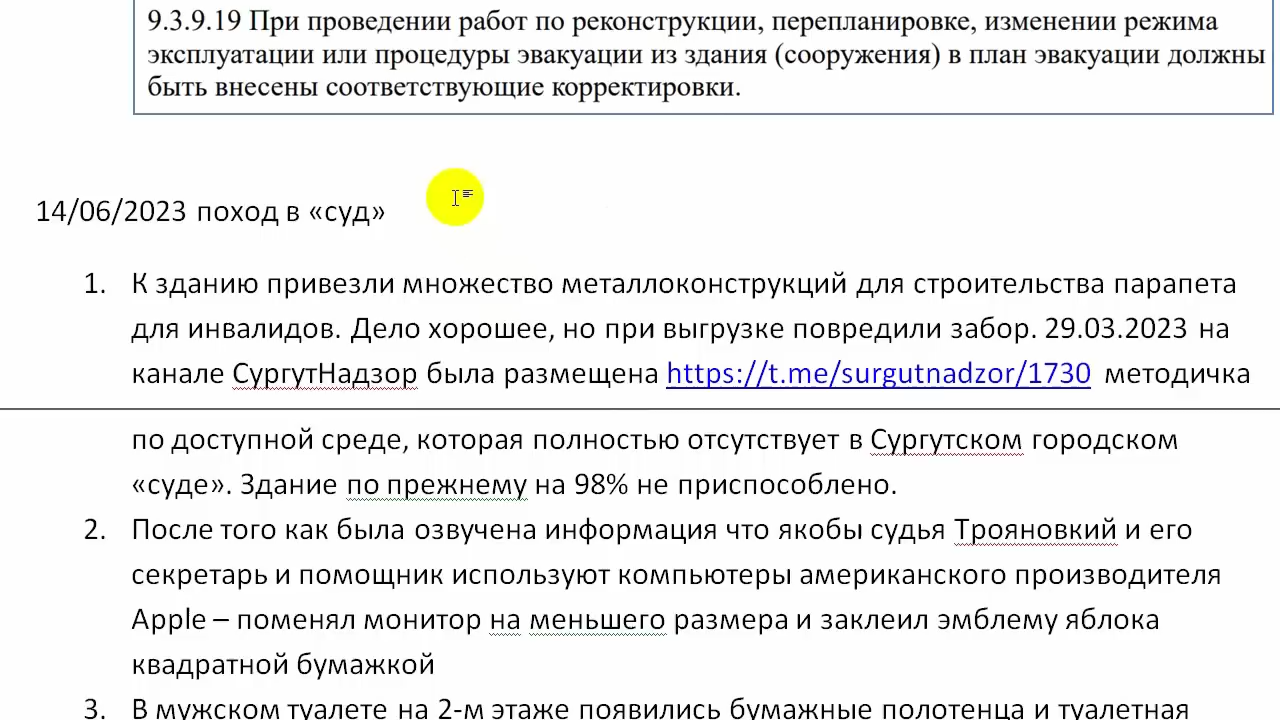 9.3.9.19 При проведении работ по реконструкции, перепланировке, изменении режима
эксплуатации или процедуры эвакуации из здания (сооружения) в план эвакуации должны
быть внесены соответствующие корректировки.
14/06/2023 поход в «суд»
1. К зданию привезли множество металлоконструкций для строительства парапета
для инвалидов. Дело хорошее, но при выгрузке повредили забор. 29.03.2023 на
канале СургутНадзор была размещена https://t.me/surgutnadzor/1730 методичка
по доступной среде, которая полностью отсутствует в Сургутском городском
«суде». Здание по прежнему на 98% не приспособлено.
2. После того как была озвучена информация что якобы судья Трояновкий и его
секретарь и помощник используют компьютеры американского производителя
Apple – поменял монитор на меньшего размера и заклеил эмблему яблока
квадратной бумажкой
3. В мужском туалете на 2-м этаже появились бумажные полотенца и туалетная